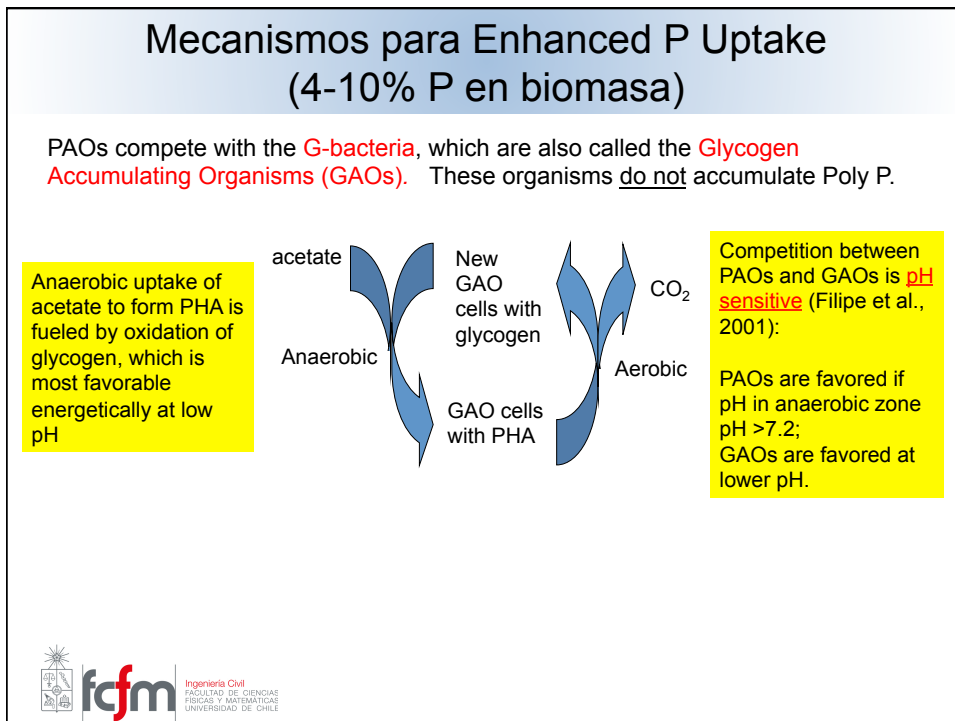 Mecanismos para Enhanced P Uptake
(4-10% P en biomasa)
PAOs compete with the G-bacteria, which are also called the Glycogen
Accumulating Organisms (GAOs).   These organisms do not accumulate Poly P.
Anaerobic uptake of
acetate to form PHA is
fueled by oxidation of
glycogen, which is
most favorable
energetically at low
pH
acetate
Anaerobic
New
GAO
cells with
glycogen
GAO cells
with PHA
CO₂
Aerobic
Competition between
PAOs and GAOs is pH
sensitive (Filipe et al.,
2001):
PAOs are favored if
pH in anaerobic zone
pH >7.2;
GAOs are favored at
lower pH.
fcfm
Ingeniería Civil
FACULTAD DE CIENCIAS
FÍSICAS Y MATEMÁTICAS
UNIVERSIDAD DE CHILE